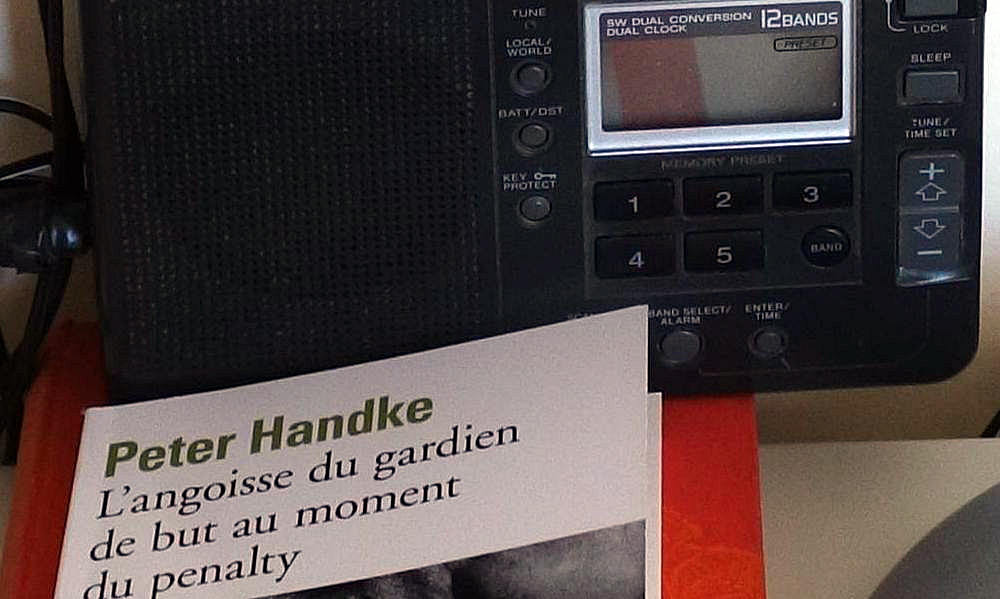 TUNE
LOCAL/
WORLD
BATT/DST
KEY
PROTECT
SW DUAL CONVERSION
DUAL CLOCK
12BANDS
PRESET
LOCK
SLEEP
TUNE/
TIME SET
+
−
MEMORY PRESET
1 2 3
4 5 BAND
BAND SELECT/
ALARM
ENTER/
TIME
Peter Handke
L'angoisse du gardien
de but au moment
du penalty